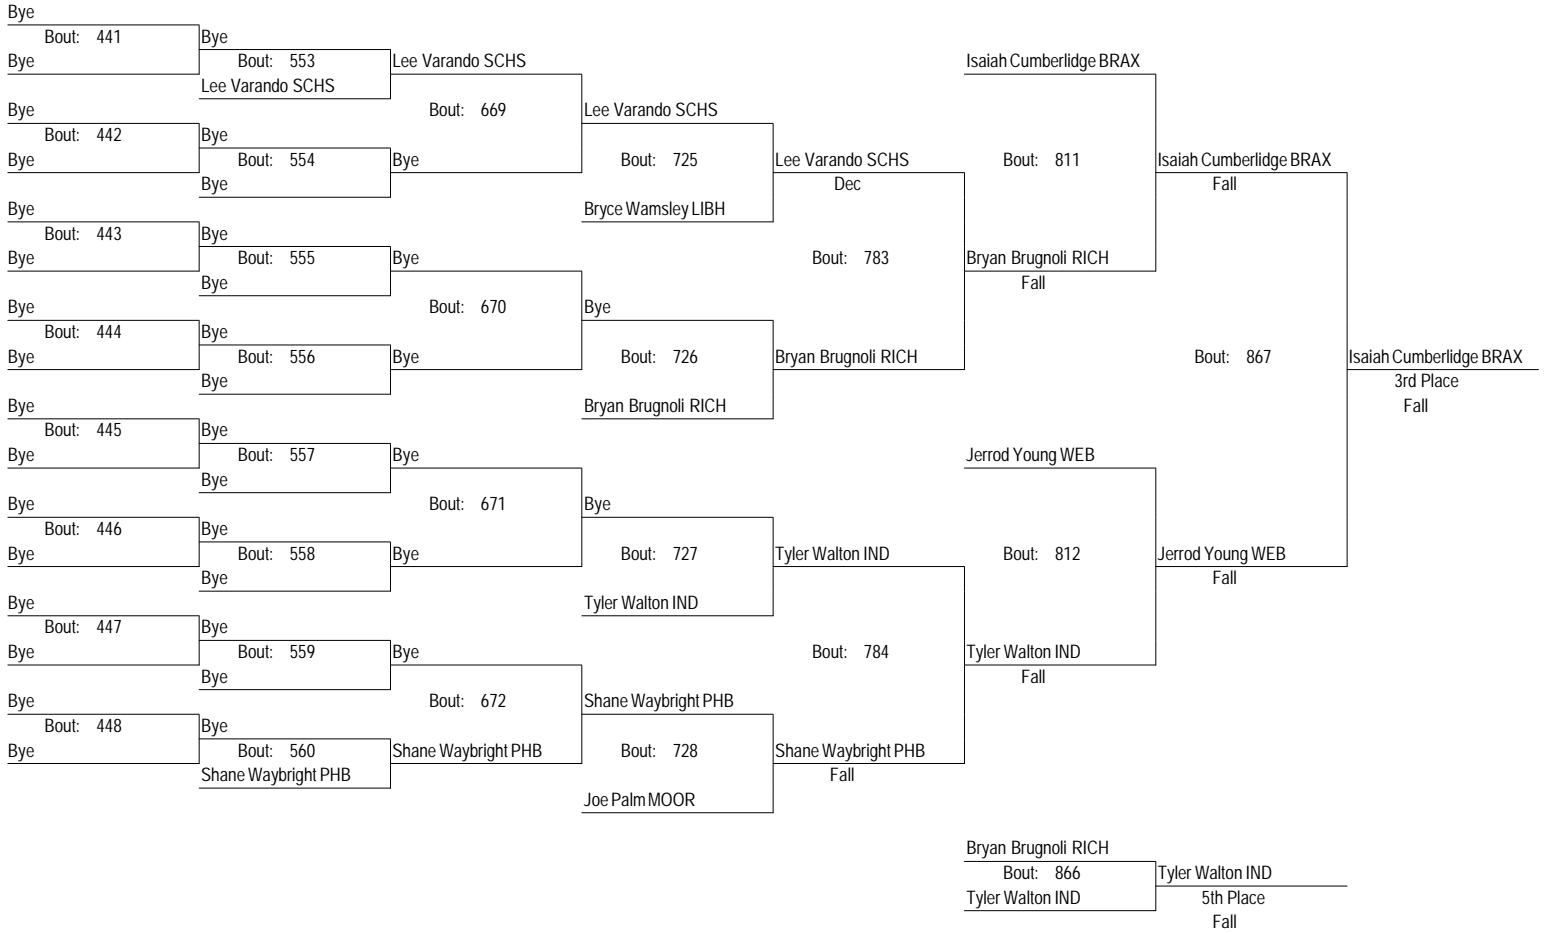 Bye
Bout: 441
Bye
Bye
Bout: 553
Lee Varando SCHS
Lee Varando SCHS
Bout: 669
Bye
Bout: 442
Bye
Bye
Bout: 554
Bye
Bye
Lee Varando SCHS
Bout: 725
Bryce Wamsley LIBH
Lee Varando SCHS
Dec
Bye
Bout: 443
Bye
Bye
Bout: 555
Bye
Bye
Bout: 670
Bye
Bout: 444
Bye
Bye
Bout: 556
Bye
Bye
Bye
Bout: 726
Bryan Brugnoli RICH
Bryan Brugnoli RICH
Bout: 783
Isaiah Cumberlidge BRAX
Bout: 811
Bryan Brugnoli RICH
Fall
Isaiah Cumberlidge BRAX
Fall
Bye
Bout: 445
Bye
Bye
Bout: 557
Bye
Bye
Bout: 671
Bye
Bout: 446
Bye
Bye
Bout: 558
Bye
Bye
Bye
Bout: 727
Tyler Walton IND
Tyler Walton IND
Bye
Bout: 447
Bye
Bye
Bout: 559
Bye
Bye
Bout: 672
Bye
Bout: 448
Bye
Bye
Bout: 560
Shane Waybright PHB
Shane Waybright PHB
Shane Waybright PHB
Bout: 728
Joe Palm MOOR
Shane Waybright PHB
Fall
Bout: 784
Jerrod Young WEB
Bout: 812
Tyler Walton IND
Fall
Jerrod Young WEB
Fall
Bout: 867
Isaiah Cumberlidge BRAX
3rd Place
Fall
Bryan Brugnoli RICH
Bout: 866
Tyler Walton IND
Tyler Walton IND
5th Place
Fall